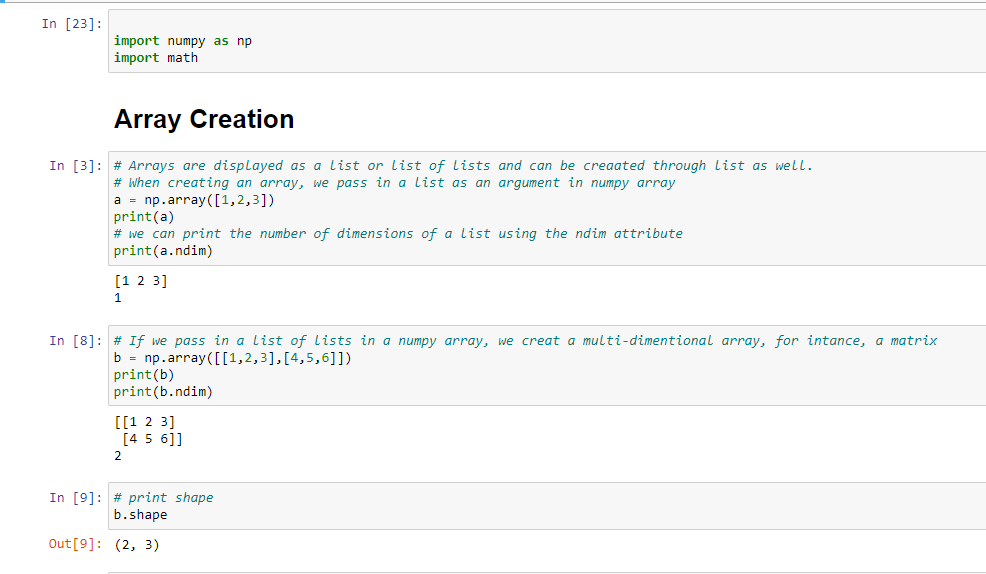 In [23]:
import numpy as np
import math
Array Creation
In [3]: # Arrays are displayed as a list or list of lists and can be creaated through list as well.
# When creating an array, we pass in a list as an argument in numpy array
a = np.array([1,2,3])
print(a)
# we can print the number of dimensions of a list using the ndim attribute
print(a.ndim)
[1 2 3]
1
In [8]: # If we pass in a list of lists in a numpy array, we creat a multi-dimentional array, for intance, a matrix
b = np.array([[1,2,3],[4,5,6]])
print(b)
print(b.ndim)
[[1 2 3]
[4 5 6]]
2
In [9]: # print shape
b.shape
Out[9]: (2, 3)